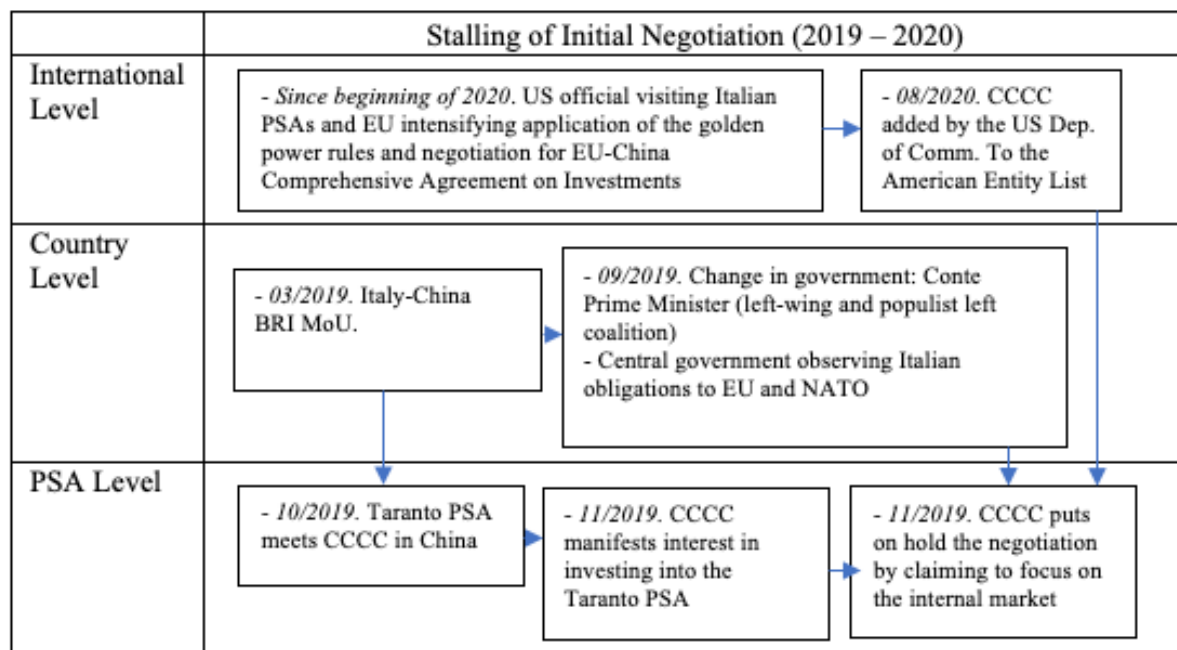 Stalling of Initial Negotiation (2019 – 2020)
International
Level
- Since beginning of 2020. US official visiting Italian
PSAs and EU intensifying application of the golden
power rules and negotiation for EU-China
Comprehensive Agreement on Investments
- 08/2020. CCCC
added by the US Dep.
of Comm. To the
American Entity List
Country
Level
- 03/2019. Italy-China
BRI MoU.
- 09/2019. Change in government: Conte
Prime Minister (left-wing and populist left
coalition)
- Central government observing Italian
obligations to EU and NATO
PSA Level
- 10/2019. Taranto PSA
meets CCCC in China
- 11/2019. CCCC
manifests interest in
investing into the
Taranto PSA
- 11/2019. CCCC puts
on hold the negotiation
by claiming to focus on
the internal market